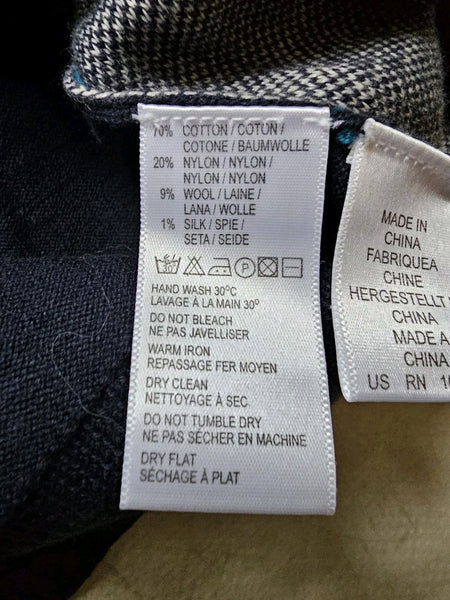 70% COTTON / COTON /
COTONE / BAUMWOLLE
20% NYLON / NYLON /
NYLON / NYLON
9% WOOL / LAINE /
LANA / WOLLE
1% SILK / SPIE /
SETA / SEIDE
HAND WASH 30°C
LAVAGE À LA MAIN 30°
DO NOT BLEACH
NE PAS JAVELLISER
WARM IRON
REPASSAGE FER MOYEN
DRY CLEAN
NETTOYAGE À SEC
DO NOT TUMBLE DRY
NE PAS SÉCHER EN MACHINE
DRY FLAT
SÉCHAGE À PLAT
MADE IN
CHINA
FABRIQUEA
CHINE
HERGESTELLT
CHINA
MADE A
CHINA
US RN